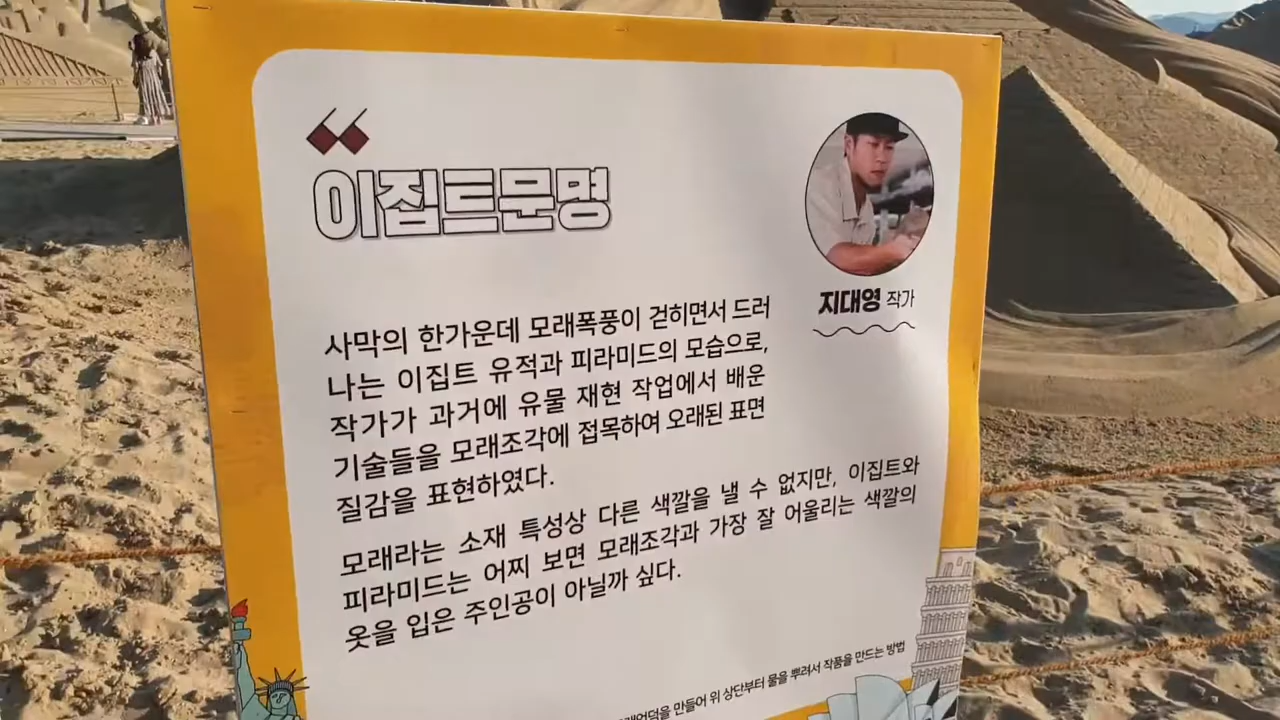 이집트문명
지대영 작가
사막의 한가운데 모래폭풍이 걷히면서 드러
나는 이집트 유적과 피라미드의 모습으로,
작가가 과거에 유물 재현 작업에서 배운
기술들을 모래조각에 접목하여 오래된 표면
질감을 표현하였다.
모래라는 소재 특성상 다른 색깔을 낼 수 없지만, 이집트와
피라미드는 어찌 보면 모래조각과 가장 잘 어울리는 색깔의
옷을 입은 주인공이 아닐까 싶다.
만들어 위 상단부터 물을 뿌려서 작품을 만드는 방법